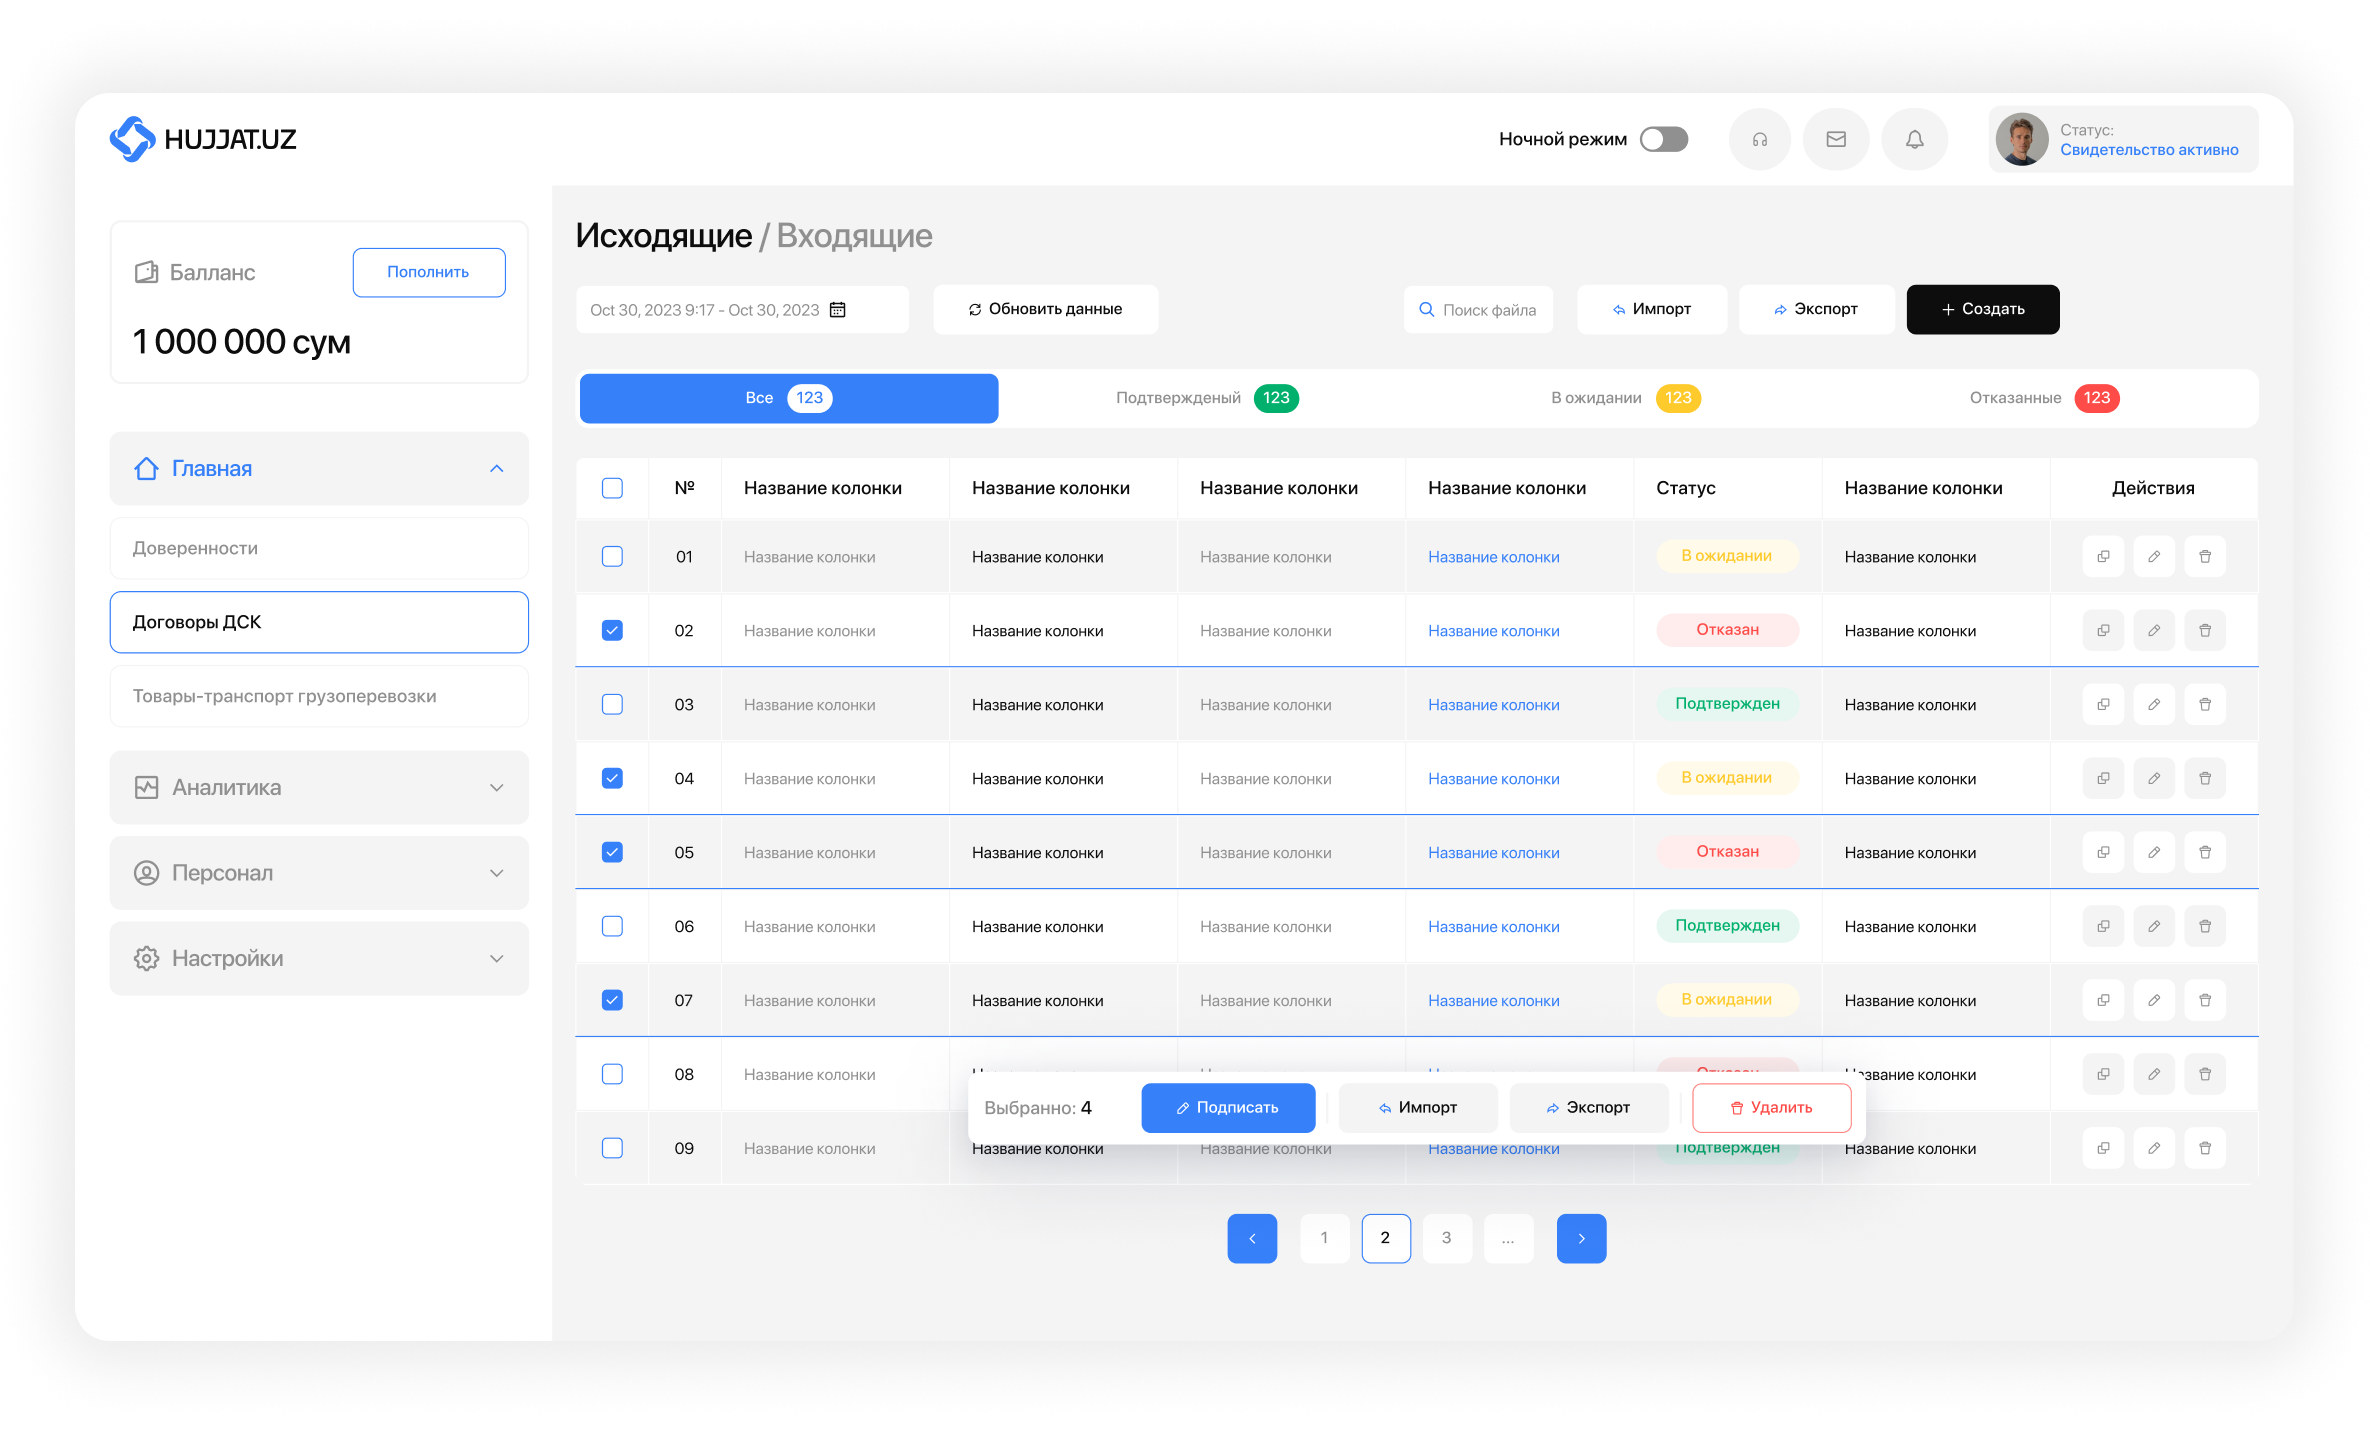 HUJJAT.UZ
Ночной режим
Статус:
Свидетельство активно
Балланс
Пополнить
1 000 000 сум
Главная
Доверенности
Договоры ДСК
Товары-транспорт грузоперевозки
Аналитика
Персонал
Настройки
Исходящие / Входящие
Oct 30, 2023 9:17 - Oct 30, 2023
Обновить данные
Поиск файла
Импорт
Экспорт
+ Создать
Все 123
Подтвержденый 123
В ожидании 123
Отказанные 123
№ Название колонки Название колонки Название колонки Название колонки Статус Название колонки Действия
01 Название колонки Название колонки Название колонки Название колонки В ожидании Название колонки
02 Название колонки Название колонки Название колонки Название колонки Отказан Название колонки
03 Название колонки Название колонки Название колонки Название колонки Подтвержден Название колонки
04 Название колонки Название колонки Название колонки Название колонки В ожидании Название колонки
05 Название колонки Название колонки Название колонки Название колонки Отказан Название колонки
06 Название колонки Название колонки Название колонки Название колонки Подтвержден Название колонки
07 Название колонки Название колонки Название колонки Название колонки В ожидании Название колонки
08 Название колонки Отказан Название колонки
Выбранно: 4
Подписать
Импорт
Экспорт
Удалить
09 Название колонки Название колонки Название колонки Название колонки Подтвержден Название колонки
1 2 3 ...